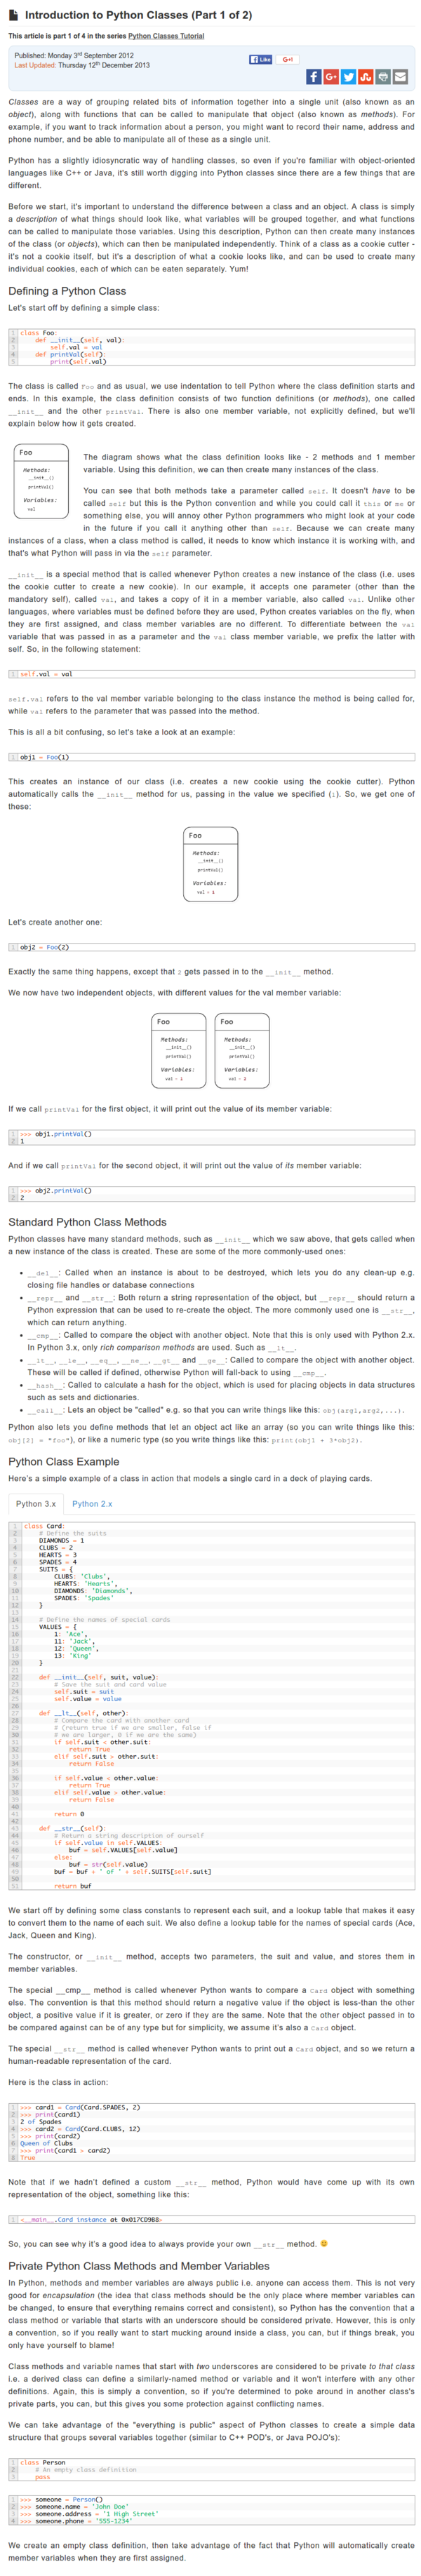 Introduction to Python Classes (Part 1 of 2)
This article is part 1 of 4 in the series Python Classes Tutorial
Published: Monday 3rd September 2012
Last Updated: Thursday 12th December 2013
Like
G+1
Classes are a way of grouping related bits of information together into a single unit (also known as an
object), along with functions that can be called to manipulate that object (also known as methods). For
example, if you want to track information about a person, you might want to record their name, address and
phone number, and be able to manipulate all of these as a single unit.
Python has a slightly idiosyncratic way of handling classes, so even if you're familiar with object-oriented
languages like C++ or Java, it's still worth digging into Python classes since there are a few things that are
different.
Before we start, it's important to understand the difference between a class and an object. A class is simply
a description of what things should look like, what variables will be grouped together, and what functions
can be called to manipulate those variables. Using this description, Python can then create many instances
of the class (or objects), which can then be manipulated independently. Think of a class as a cookie cutter -
it's not a cookie itself, but it's a description of what a cookie looks like, and can be used to create many
individual cookies, each of which can be eaten separately. Yum!
Defining a Python Class
Let's start off by defining a simple class:
1 class Foo:
2 def __init__(self, val):
3 self.val = val
4 def printVal(self):
5 print(self.val)
The class is called Foo and as usual, we use indentation to tell Python where the class definition starts and
ends. In this example, the class definition consists of two function definitions (or methods), one called
__init__ and the other printVal. There is also one member variable, not explicitly defined, but we'll
explain below how it gets created.
Foo
Methods:
__init__()
printVal()
Variables:
val
The diagram shows what the class definition looks like - 2 methods and 1 member
variable. Using this definition, we can then create many instances of the class.
You can see that both methods take a parameter called self. It doesn't have to be
called self but this is the Python convention and while you could call it this or me or
something else, you will annoy other Python programmers who might look at your code
in the future if you call it anything other than self. Because we can create many
instances of a class, when a class method is called, it needs to know which instance it is working with, and
that's what Python will pass in via the self parameter.
__init__ is a special method that is called whenever Python creates a new instance of the class (i.e. uses
the cookie cutter to create a new cookie). In our example, it accepts one parameter (other than the
mandatory self), called val, and takes a copy of it in a member variable, also called val. Unlike other
languages, where variables must be defined before they are used, Python creates variables on the fly, when
they are first assigned, and class member variables are no different. To differentiate between the val
variable that was passed in as a parameter and the val class member variable, we prefix the latter with
self. So, in the following statement:
1 self.val = val
self.val refers to the val member variable belonging to the class instance the method is being called for,
while val refers to the parameter that was passed into the method.
This is all a bit confusing, so let's take a look at an example:
1 obj1 = Foo(1)
This creates an instance of our class (i.e. creates a new cookie using the cookie cutter). Python
automatically calls the __init__ method for us, passing in the value we specified (1). So, we get one of
these:
Foo
Methods:
__init__()
printVal()
Variables:
val = 1
Let's create another one:
1 obj2 = Foo(2)
Exactly the same thing happens, except that 2 gets passed in to the __init__ method.
We now have two independent objects, with different values for the val member variable:
Foo
Methods:
__init__()
printVal()
Variables:
val = 1
Foo
Methods:
__init__()
printVal()
Variables:
If we call printVal for the first object, it will print out the value of its member variable:
1 >>> obj1.printVal()
2 1
And if we call printVal for the second object, it will print out the value of its member variable:
1 >>> obj2.printVal()
2 2
Standard Python Class Methods
Python classes have many standard methods, such as __init__ which we saw above, that gets called when
a new instance of the class is created. These are some of the more commonly-used ones:
• __del__: Called when an instance is about to be destroyed, which lets you do any clean-up e.g.
closing file handles or database connections
• __repr__ and __str__: Both return a string representation of the object, but __repr__ should return a
Python expression that can be used to re-create the object. The more commonly used one is __str__,
which can return anything.
• __cmp__: Called to compare the object with another object. Note that this is only used with Python 2.x.
In Python 3.x, only rich comparison methods are used. Such as __lt__.
• __lt__, __le__, __eq__, __ne__, __gt__ and __ge__: Called to compare the object with another object.
These will be called if defined, otherwise Python will fall-back to using __cmp__.
• __hash__: Called to calculate a hash for the object, which is used for placing objects in data structures
such as sets and dictionaries.
• __call__: Lets an object be "called" e.g. so that you can write things like this: obj(arg1,arg2,...).
Python also lets you define methods that let an object act like an array (so you can write things like this:
obj[2] = "foo"), or like a numeric type (so you write things like this: print(obj1 + 3*obj2).
Python Class Example
Here's a simple example of a class in action that models a single card in a deck of playing cards.
Python 3.x Python 2.x
1 class Card:
2 # Define the suits
3 DIAMONDS = 1
4 CLUBS = 2
5 HEARTS = 3
6 SPADES = 4
7 SUITS = {
8 CLUBS: 'Clubs',
9 HEARTS: 'Hearts',
10 DIAMONDS: 'Diamonds',
11 SPADES: 'Spades'
12 }
13
14 # Define the names of special cards
15 VALUES = {
16 1: 'Ace',
17 11: 'Jack',
18 12: 'Queen',
19 13: 'King'
20 }
21
22 def __init__(self, suit, value):
23 # Save the suit and card value
24 self.suit = suit
25 self.value = value
26
27 def __lt__(self, other):
28 # Compare the card with another card
29 # (return true if we are smaller, false if
30 # we are larger, 0 if we are the same)
31 if self.suit < other.suit:
32 return True
33 elif self.suit > other.suit:
34 return False
35
36 if self.value < other.value:
37 return True
38 elif self.value > other.value:
39 return False
40
41 return 0
42
43 def __str__(self):
44 # Return a string description of ourself
45 if self.value in self.VALUES:
46 buf = self.VALUES[self.value]
47 else:
48 buf = str(self.value)
49 buf = buf + ' of ' + self.SUITS[self.suit]
50
51 return buf
We start off by defining some class constants to represent each suit, and a lookup table that makes it easy
to convert them to the name of each suit. We also define a lookup table for the names of special cards (Ace,
Jack, Queen and King).
The constructor, or __init__ method, accepts two parameters, the suit and value, and stores them in
member variables.
The special __cmp__ method is called whenever Python wants to compare a Card object with something
else. The convention is that this method should return a negative value if the object is less-than the other
object, a positive value if it is greater, or zero if they are the same. Note that the other object passed in to
be compared against can be of any type but for simplicity, we assume it's also a Card object.
The special __str__ method is called whenever Python wants to print out a Card object, and so we return a
human-readable representation of the card.
Here is the class in action:
1 >>> card1 = Card(Card.SPADES, 2)
2 >>> print(card1)
3 2 of Spades
4 >>> card2 = Card(Card.CLUBS, 12)
5 >>> print(card2)
6 Queen of Clubs
7 >>> print(card1 > card2)
8 True
Note that if we hadn't defined a custom __str__ method, Python would have come up with its own
representation of the object, something like this:
1 <__main__.Card instance at 0x017CD9B8>
So, you can see why it's a good idea to always provide your own __str__ method. 🙂
Private Python Class Methods and Member Variables
In Python, methods and member variables are always public i.e. anyone can access them. This is not very
good for encapsulation (the idea that class methods should be the only place where member variables can
be changed, to ensure that everything remains correct and consistent), so Python has the convention that a
class method or variable that starts with an underscore should be considered private. However, this is only
a convention, so if you really want to start mucking around inside a class, you can, but if things break, you
only have yourself to blame!
Class methods and variable names that start with two underscores are considered to be private to that class
i.e. a derived class can define a similarly-named method or variable and it won't interfere with any other
definitions. Again, this is simply a convention, so if you're determined to poke around in another class's
private parts, you can, but this gives you some protection against conflicting names.
We can take advantage of the "everything is public" aspect of Python classes to create a simple data
structure that groups several variables together (similar to C++ POD's, or Java POJO's):
1 class Person
2 # An empty class definition
3 pass
1 >>> someone = Person()
2 >>> someone.name = 'John Doe'
3 >>> someone.address = '1 High Street'
4 >>> someone.phone = '555-1234'
We create an empty class definition, then take advantage of the fact that Python will automatically create
member variables when they are first assigned.